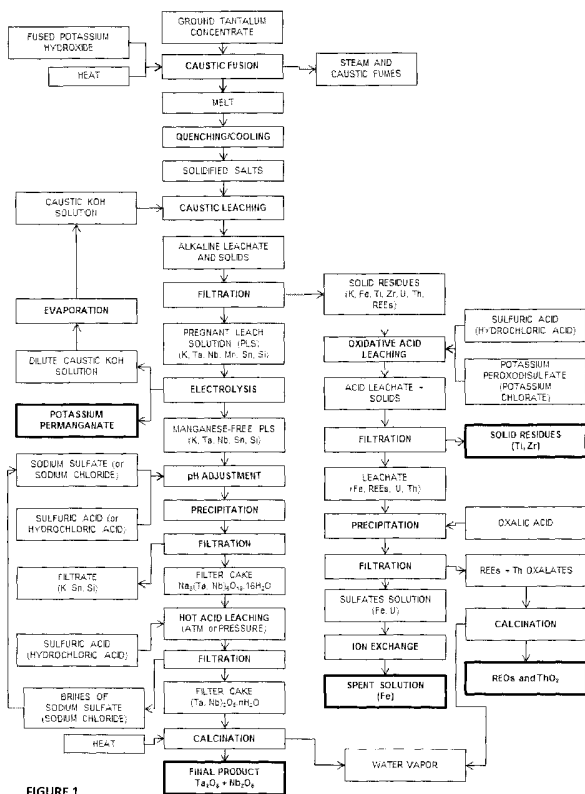 GROUND TANTALUM
CONCENTRATE
FUSED POTASSIUM
HYDROXIDE
HEAT
CAUSTIC FUSION
STEAM AND
CAUSTIC FUMES
MELT
QUENCHING/COOLING
SOLIDIFIED SALTS
CAUSTIC KOH
SOLUTION
CAUSTIC LEACHING
ALKALINE LEACHATE
AND SOLIDS
FILTRATION
SOLID RESIDUES
(K, Fe, Ti, Zr, U, Th,
REEs)
EVAPORATION
PREGNANT LEACH
SOLUTION (PLS)
(K, Ta, Nb, Mn, Sn, Si)
DILUTE CAUSTIC KOH
SOLUTION
ELECTROLYSIS
POTASSIUM
PERMANGANATE
MANGANESE-FREE PLS
(K, Ta, Nb, Sn, Si)
SODIUM SULFATE (or
SODIUM CHLORIDE)
pH ADJUSTMENT
SULFURIC ACID (or
HYDROCHLORIC ACID)
PRECIPITATION
FILTRATION
FILTRATE
(K, Sn, Si)
FILTER CAKE
Na₈(Ta, Nb)₆O₁₉.16H₂O
SULFURIC ACID
(HYDROCHLORIC ACID)
HOT ACID LEACHING
(ATM or PRESSURE)
FILTRATION
BRINES OF
SODIUM SULFATE
(SODIUM CHLORIDE)
FILTER CAKE
(Ta, Nb)₂O₅.nH₂O
HEAT
CALCINATION
WATER VAPOR
FINAL PRODUCT
Ta₂O₅ + Nb₂O₅
OXIDATIVE ACID
LEACHING
SULFURIC ACID
(HYDROCHLORIC ACID)
POTASSIUM
PEROXODISULFATE
(POTASSIUM
CHLORATE)
ACID LEACHATE +
SOLIDS
FILTRATION
SOLID RESIDUES
(Ti, Zr)
LEACHATE
(Fe, REEs, U, Th)
PRECIPITATION
OXALIC ACID
FILTRATION
REEs + Th OXALATES
SULFATES SOLUTION
(Fe, U)
CALCINATION
ION EXCHANGE
REOs and ThO₂
SPENT SOLUTION
(Fe)
FIGURE 1